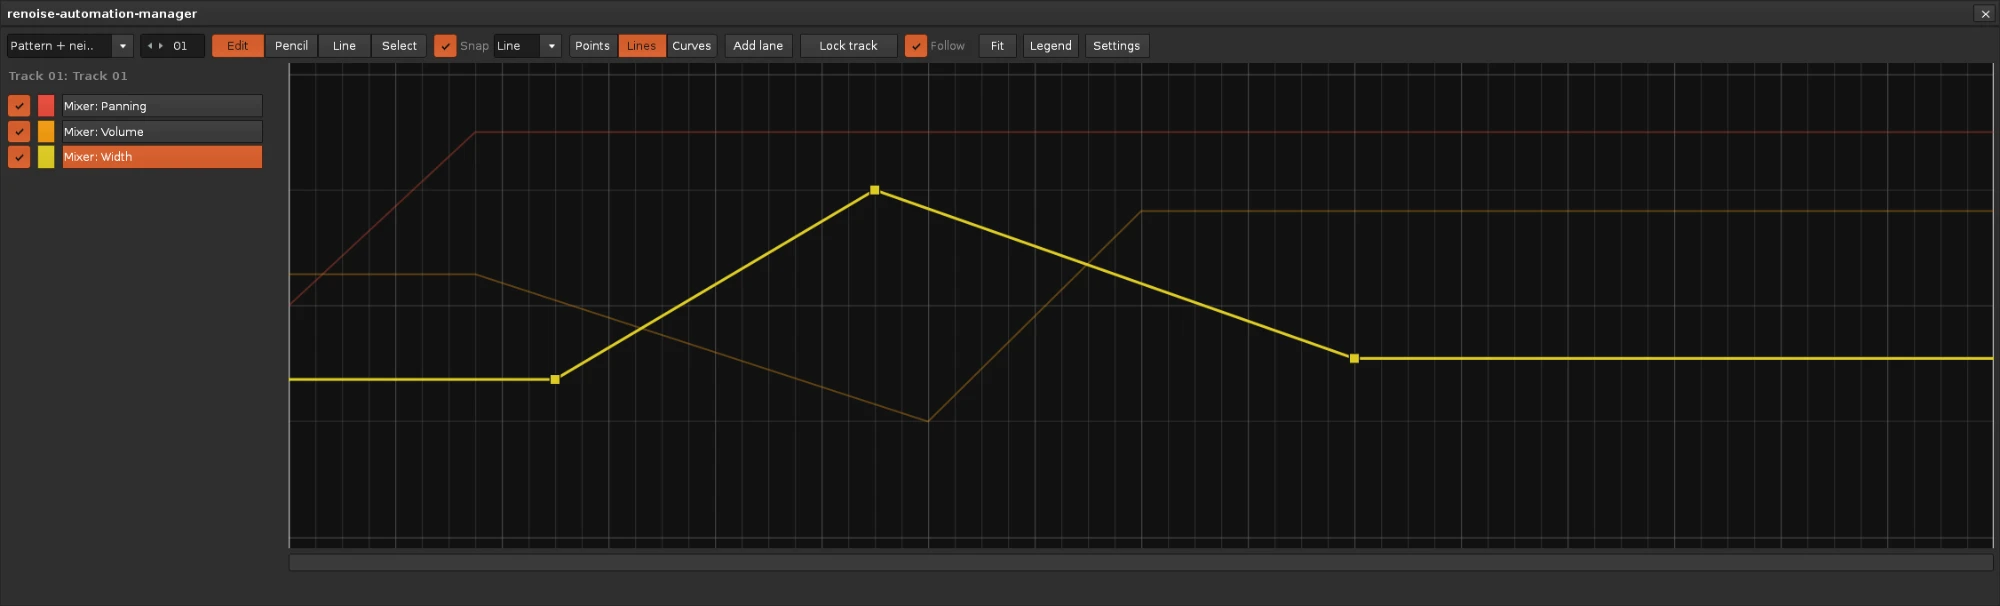 renoise-automation-manager
Pattern + nei.. 01 Edit Pencil Line Select Snap Line Points Lines Curves Add lane Lock track Follow Fit Legend Settings
Track 01: Track 01
Mixer: Panning
Mixer: Volume
Mixer: Width